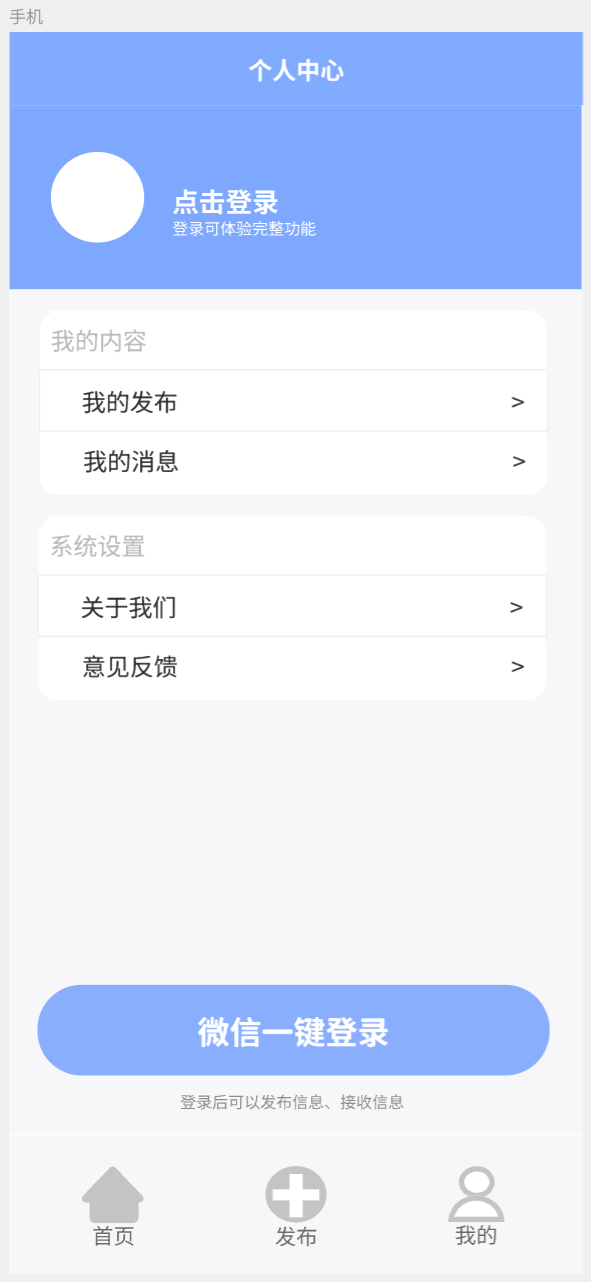 手机
个人中心
点击登录
登录可体验完整功能
我的内容
我的发布 >
我的消息 >
系统设置
关于我们 >
意见反馈 >
微信一键登录
登录后可以发布信息、接收信息
首页 发布 我的